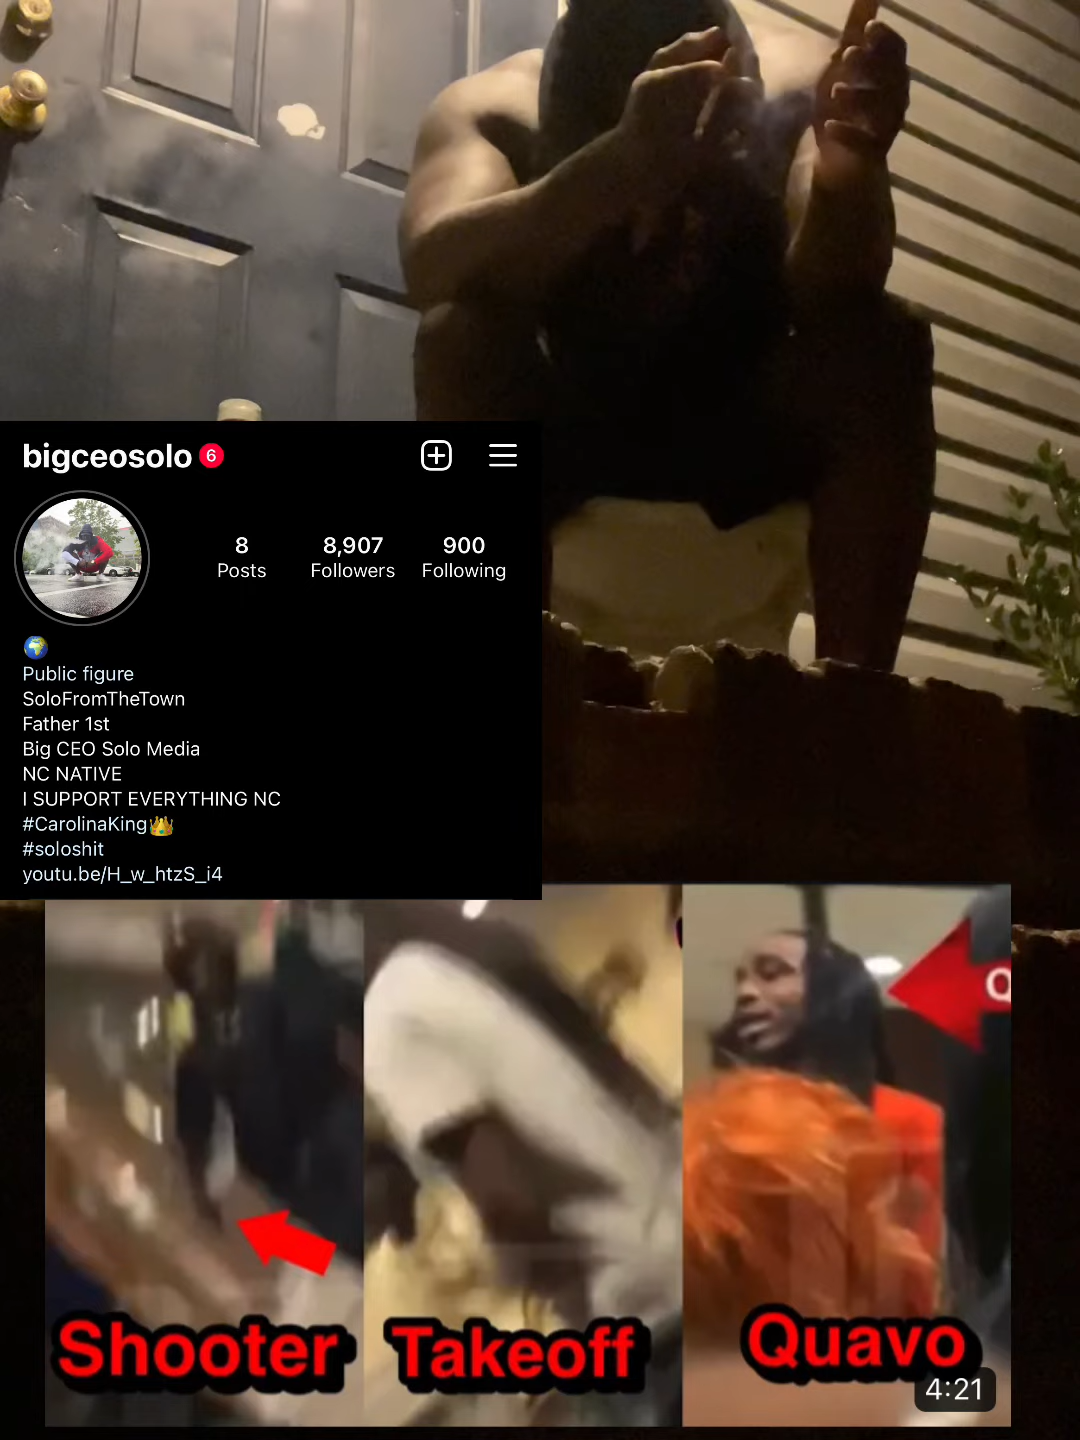 bigceosolo 6
8 8,907 900
Posts Followers Following
🌍
Public figure
SoloFromTheTown
Father 1st
Big CEO Solo Media
NC NATIVE
I SUPPORT EVERYTHING NC
#CarolinaKing👑
#soloshit
youtu.be/H_w_htzS_i4
Q
Shooter Takeoff Quavo
4:21